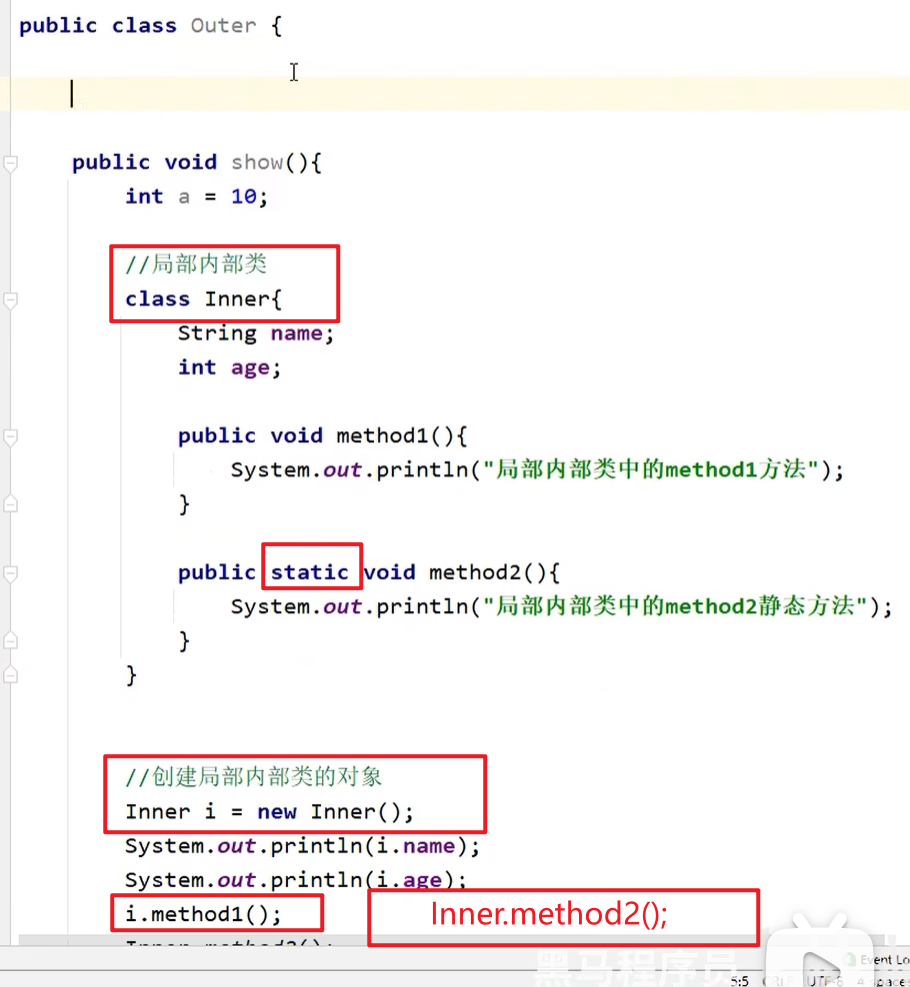 public class Outer {
public void show(){
int a = 10;
//局部内部类
class Inner{
String name;
int age;
public void method1(){
System.out.println("局部内部类中的method1方法");
}
public static void method2(){
System.out.println("局部内部类中的method2静态方法");
}
}
//创建局部内部类的对象
Inner i = new Inner();
System.out.println(i.name);
System.out.println(i.age);
i.method1();
Inner.method2();
Inner.method2();
黑马程序员
Event Lo
5:5 CRLF UTF-8 4 spaces